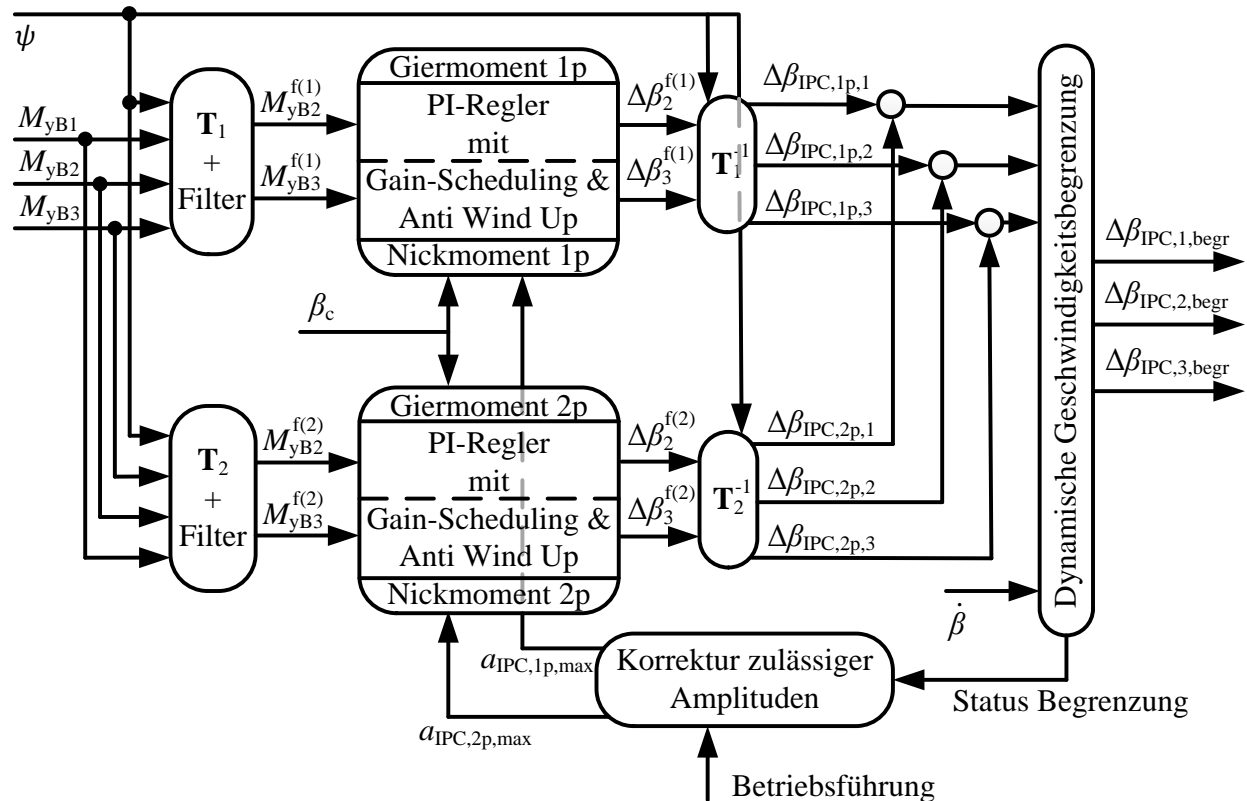 ψ
M_yB1
M_yB2
M_yB3
T_1
+
Filter
M_yB2^f(1)
M_yB3^f(1)
Giermoment 1p
PI-Regler
mit
Gain-Scheduling &
Anti Wind Up
Nickmoment 1p
Δβ_2^f(1)
Δβ_3^f(1)
T_1^-1
Δβ_IPC,1p,1
Δβ_IPC,1p,2
Δβ_IPC,1p,3
β_c
T_2
+
Filter
M_yB2^f(2)
M_yB3^f(2)
Giermoment 2p
PI-Regler
mit
Gain-Scheduling &
Anti Wind Up
Nickmoment 2p
Δβ_2^f(2)
Δβ_3^f(2)
T_2^-1
Δβ_IPC,2p,1
Δβ_IPC,2p,2
Δβ_IPC,2p,3
Dynamische Geschwindigkeitsbegrenzung
Δβ_IPC,1,begr
Δβ_IPC,2,begr
Δβ_IPC,3,begr
β̇
a_IPC,1p,max
a_IPC,2p,max
Korrektur zulässiger
Amplituden
Status Begrenzung
Betriebsführung